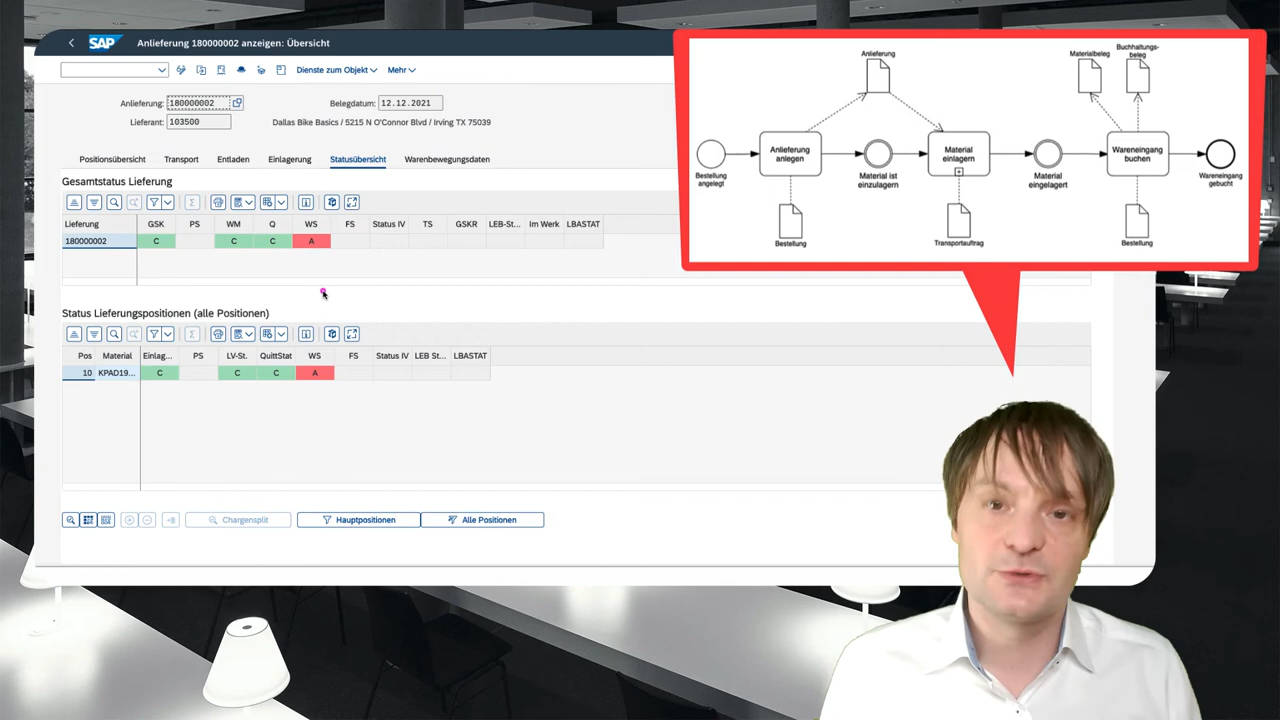 SAP
Anlieferung 180000002 anzeigen: Übersicht
Dienste zum Objekt
Mehr
Anlieferung: 180000002
Belegdatum: 12.12.2021
Lieferant: 103500
Dallas Bike Basics / 5215 N O'Connor Blvd / Irving TX 75039
Positionsübersicht Transport Entladen Einlagerung Statusübersicht Warenbewegungsdaten
Gesamtstatus Lieferung
Lieferung GSK PS WM Q WS FS Status IV TS GSKR LEB-St... Im Werk LBASTAT
180000002 C C C A
Status Lieferungspositionen (alle Positionen)
Pos Material Einlag... PS LV-St. QuittStat WS FS Status IV LEB St... LBASTAT
10 KPAD19... C C C A
Chargensplit
Hauptpositionen
Alle Positionen
Anlieferung
Materialbeleg
Buchhaltungs-
beleg
Bestellung
angelegt
Anlieferung
anlegen
Material ist
einzulagern
Material
einlagern
Material
eingelagert
Wareneingang
buchen
Wareneingang
gebucht
Bestellung
Transportauftrag
Bestellung